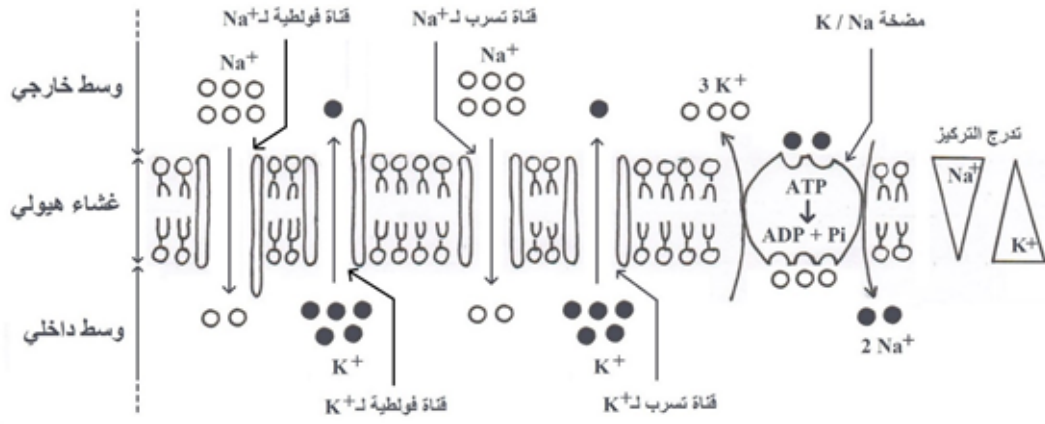 قناة فولطية لـ Na⁺
قناة تسرب لـ Na⁺
مضخة K / Na
وسط خارجي
Na⁺
Na⁺
3 K⁺
تدرج التركيز
غشاء هيولي
ATP
ADP + Pi
Na⁺
K⁺
وسط داخلي
K⁺
K⁺
2 Na⁺
قناة فولطية لـ K⁺
قناة تسرب لـ K⁺